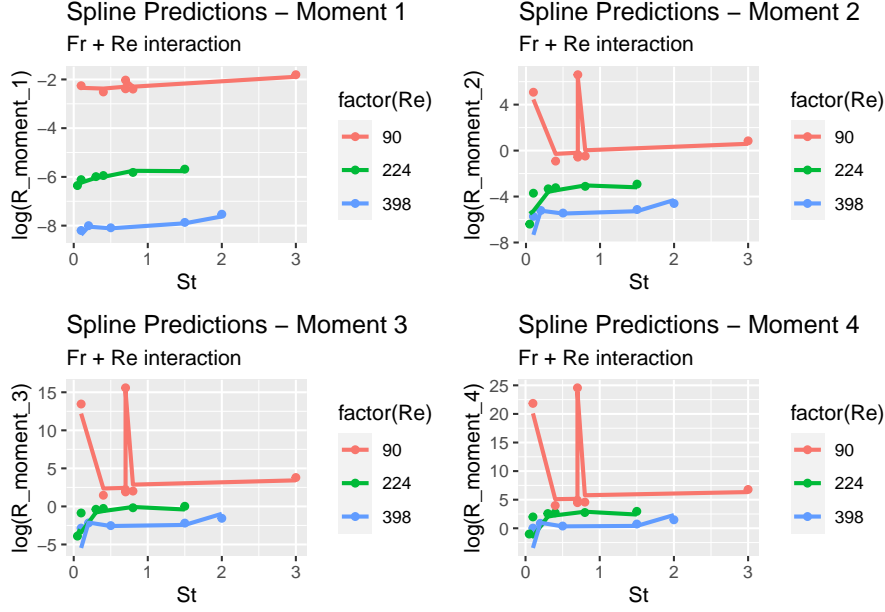 Spline Predictions – Moment 1
Fr + Re interaction
log(R_moment_1)
−2
−4
−6
−8
0
1
2
3
St
factor(Re)
90
224
398
Spline Predictions – Moment 2
Fr + Re interaction
log(R_moment_2)
4
0
−4
−8
0
1
2
3
St
factor(Re)
90
224
398
Spline Predictions – Moment 3
Fr + Re interaction
log(R_moment_3)
15
10
5
0
−5
0
1
2
3
St
factor(Re)
90
224
398
Spline Predictions – Moment 4
Fr + Re interaction
log(R_moment_4)
25
20
15
10
5
0
0
1
2
3
St
factor(Re)
90
224
398